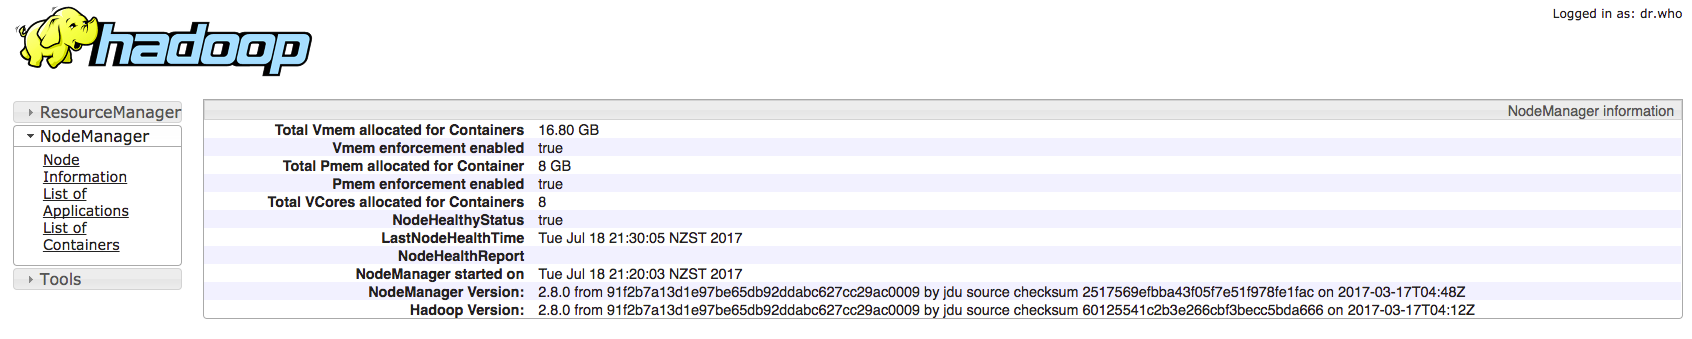 Logged in as: dr.who
hadoop
ResourceManager
NodeManager
Node
Information
List of
Applications
List of
Containers
Tools
NodeManager information
Total Vmem allocated for Containers 16.80 GB
Vmem enforcement enabled true
Total Pmem allocated for Container 8 GB
Pmem enforcement enabled true
Total VCores allocated for Containers 8
NodeHealthyStatus true
LastNodeHealthTime Tue Jul 18 21:30:05 NZST 2017
NodeHealthReport
NodeManager started on Tue Jul 18 21:20:03 NZST 2017
NodeManager Version: 2.8.0 from 91f2b7a13d1e97be65db92ddabc627cc29ac0009 by jdu source checksum 2517569efbba43f05f7e51f978fe1fac on 2017-03-17T04:48Z
Hadoop Version: 2.8.0 from 91f2b7a13d1e97be65db92ddabc627cc29ac0009 by jdu source checksum 60125541c2b3e266cbf3becc5bda666 on 2017-03-17T04:12Z